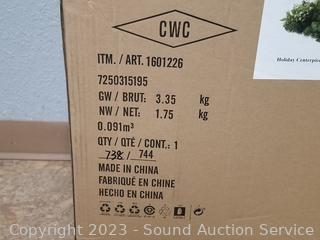 CWC
Holiday Centerpiece
ITM. / ART. 1601226
7250315195
GW / BRUT: 3.35 kg
NW / NET: 1.75 kg
0.091m³
QTY / QTÉ / CONT.: 1
738 / 744
MADE IN CHINA
FABRIQUÉ EN CHINE
HECHO EN CHINA
Copyright © 2023 - Sound Auction Service